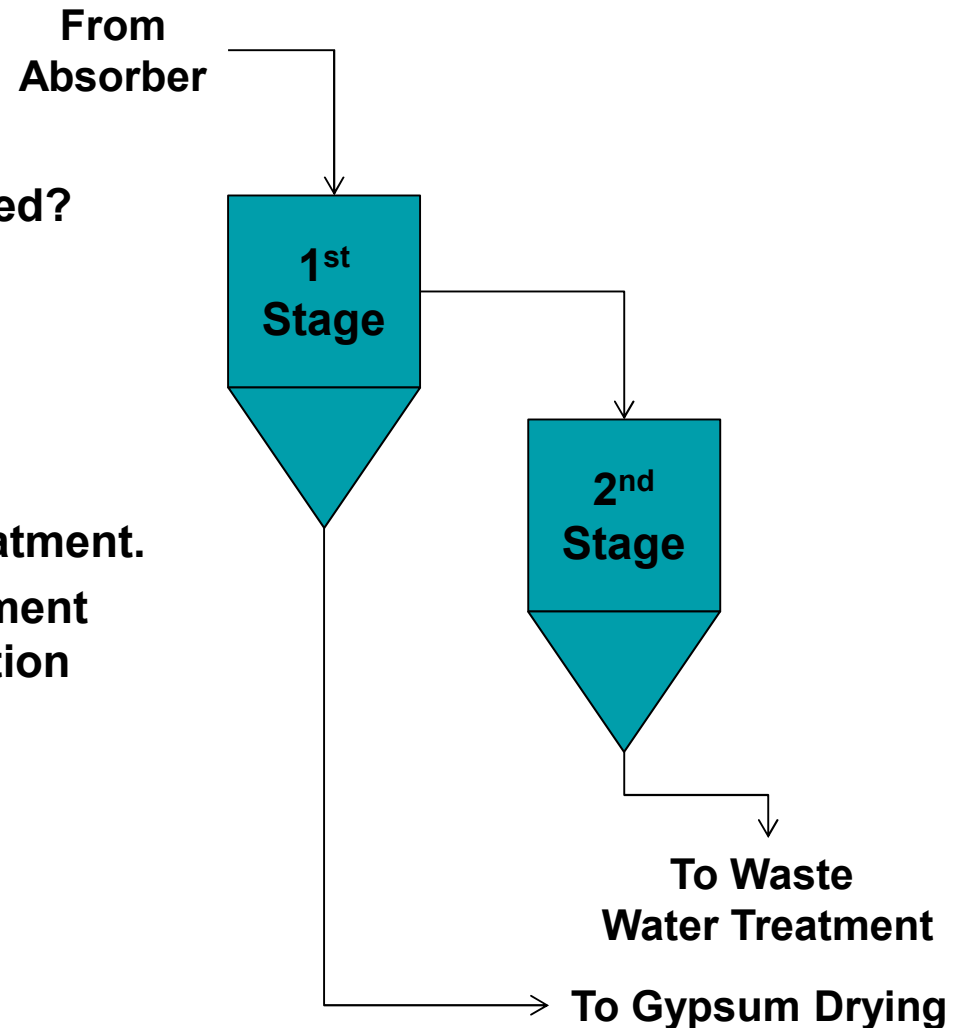 From
Absorber
ed?
1st
Stage
2nd
Stage
atment.
ment
tion
To Waste
Water Treatment
To Gypsum Drying